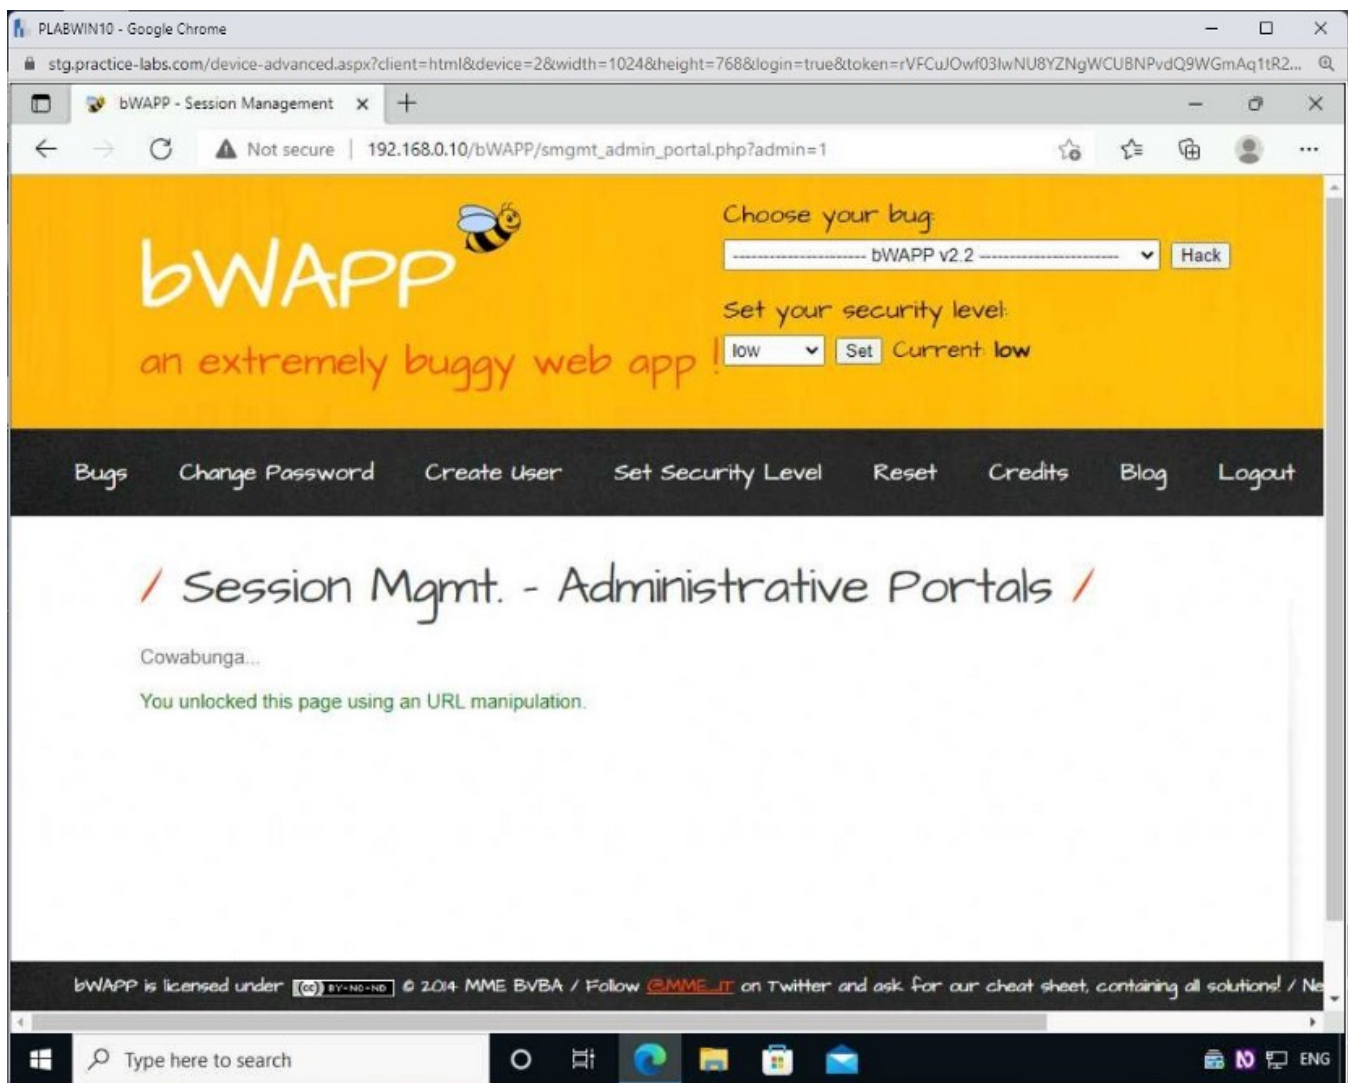 PLABWIN10 - Google Chrome
stg.practice-labs.com/device-advanced.aspx?client=html&device=2&width=1024&height=768&login=true&token=rVFCuJOwf03IwNU8YZNgWCUBNPvdQ9WGmAq1tR2...
bWAPP - Session Management
Not secure | 192.168.0.10/bWAPP/smgmt_admin_portal.php?admin=1
bWAPP
an extremely buggy web app !
Choose your bug:
---------------------- bWAPP v2.2 ---------------------- Hack
Set your security level:
low Set Current: low
Bugs Change Password Create User Set Security Level Reset Credits Blog Logout
/ Session Mgmt. - Administrative Portals /
Cowabunga...
You unlocked this page using an URL manipulation.
bWAPP is licensed under (cc) BY-NC-ND © 2014 MME BVBA / Follow @MME_IT on Twitter and ask for our cheat sheet, containing all solutions! / Ne
Type here to search
ENG